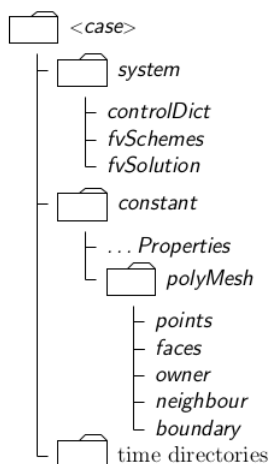 <case>
system
controlDict
fvSchemes
fvSolution
constant
...Properties
polyMesh
points
faces
owner
neighbour
boundary
time directories